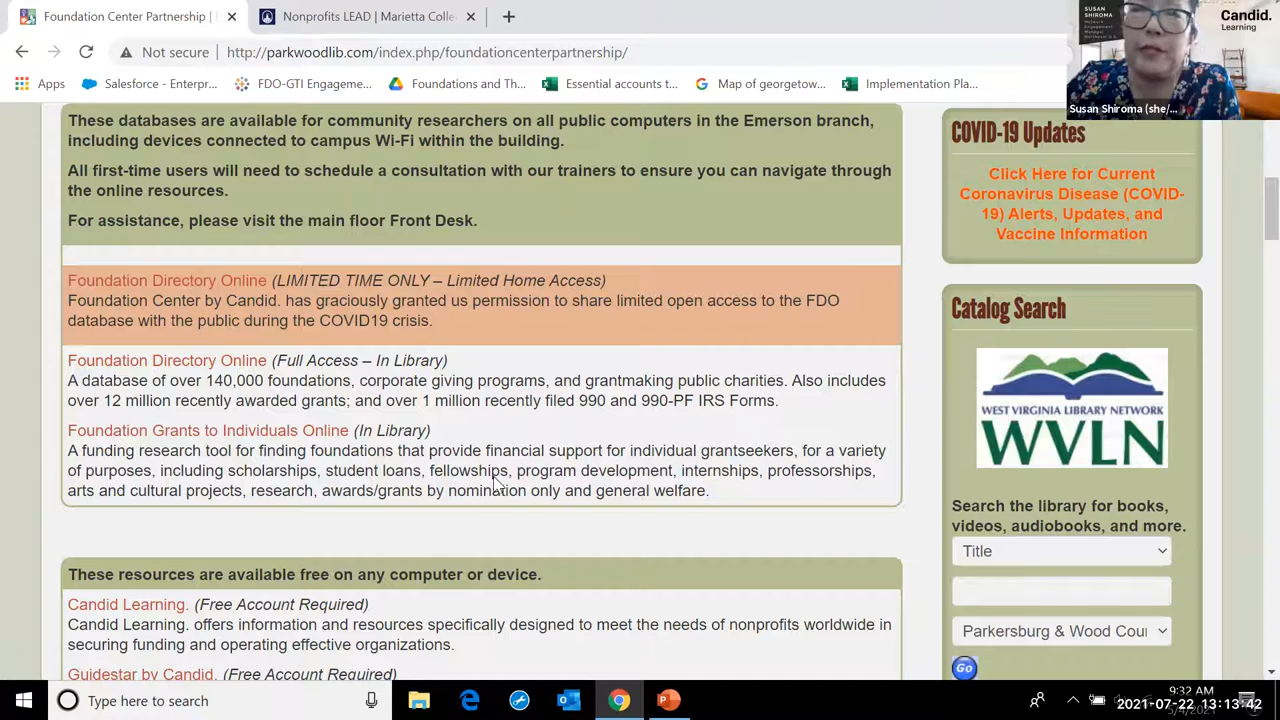 Foundation Center Partnership |
Nonprofits LEAD | Marietta Colle
SUSAN SHIROMA
Candid.
Learning
Not secure
http://parkwoodlib.com/index.php/foundationcenterpartnership/
Apps
Salesforce - Enterpr...
FDO-GTI Engageme...
Foundations and
Essential accounts t...
Map of georgetow...
Implementation Pla...
Susan Shiroma (she/...
These databases are available for community researchers on all public computers in the Emerson branch,
including devices connected to campus Wi-Fi within the building.
All first-time users will need to schedule a consultation with our trainers to ensure you can navigate through
the online resources.
For assistance, please visit the main floor Front Desk.
Foundation Directory Online (LIMITED TIME ONLY – Limited Home Access)
Foundation Center by Candid. has graciously granted us permission to share limited open access to the FDO
database with the public during the COVID19 crisis.
Foundation Directory Online (Full Access – In Library)
A database of over 140,000 foundations, corporate giving programs, and grantmaking public charities. Also includes
over 12 million recently awarded grants; and over 1 million recently filed 990 and 990-PF IRS Forms.
Foundation Grants to Individuals Online (In Library)
A funding research tool for finding foundations that provide financial support for individual grantseekers, for a variety
of purposes, including scholarships, student loans, fellowships, program development, internships, professorships,
arts and cultural projects, research, awards/grants by nomination only and general welfare.
These resources are available free on any computer or device.
Candid Learning. (Free Account Required)
Candid Learning. offers information and resources specifically designed to meet the needs of nonprofits worldwide in
securing funding and operating effective organizations.
Guidestar by Candid. (Free Account Required)
COVID-19 Updates
Click Here for Current
Coronavirus Disease (COVID-
19) Alerts, Updates, and
Vaccine Information
Catalog Search
WEST VIRGINIA LIBRARY NETWORK
WVLN
Search the library for books,
videos, audiobooks, and more.
Title
Parkersburg & Wood Coun
Go
Type here to search
9:32 AM
2021-07-22 13:13:42